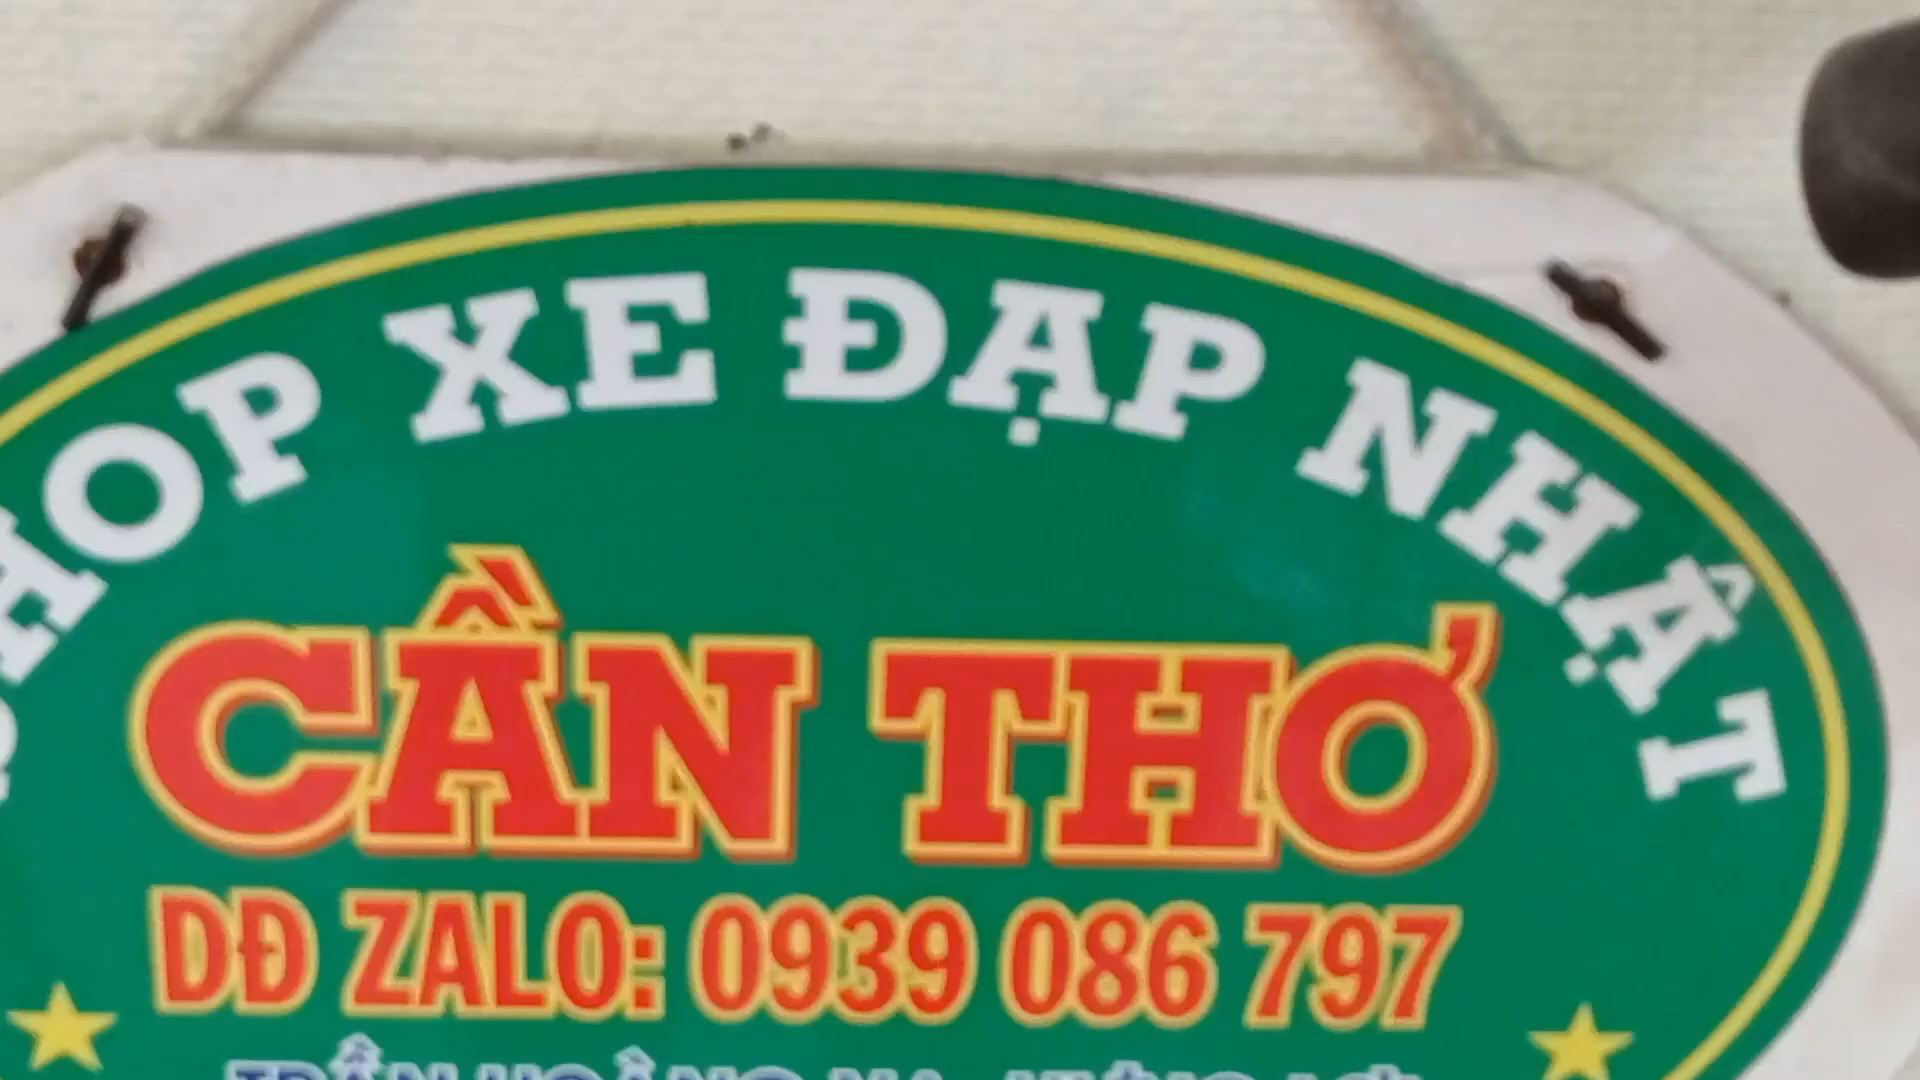 SHOP XE ĐẠP NHẬT
CẦN THƠ
DĐ ZALO: 0939 086 797